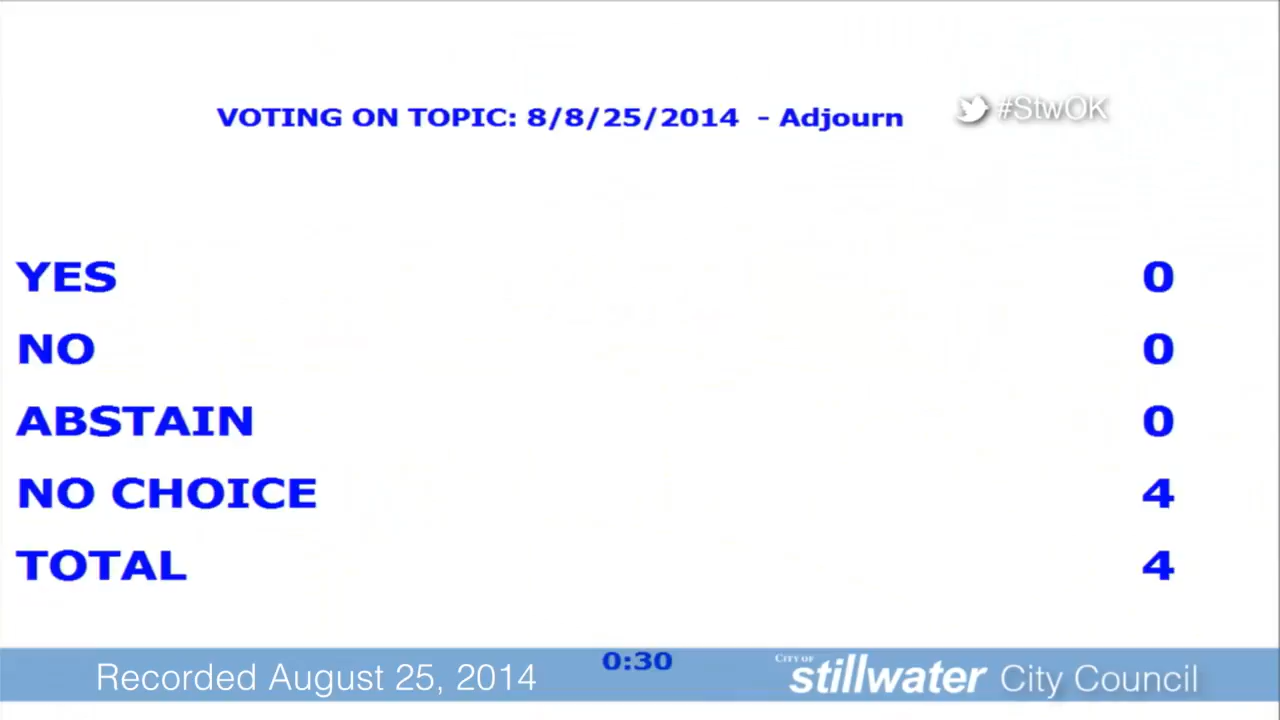 VOTING ON TOPIC: 8/8/25/2014 - Adjourn
#StwOK
YES 0
NO 0
ABSTAIN 0
NO CHOICE 4
TOTAL 4
0:30
Recorded August 25, 2014
CITY OF stillwater City Council